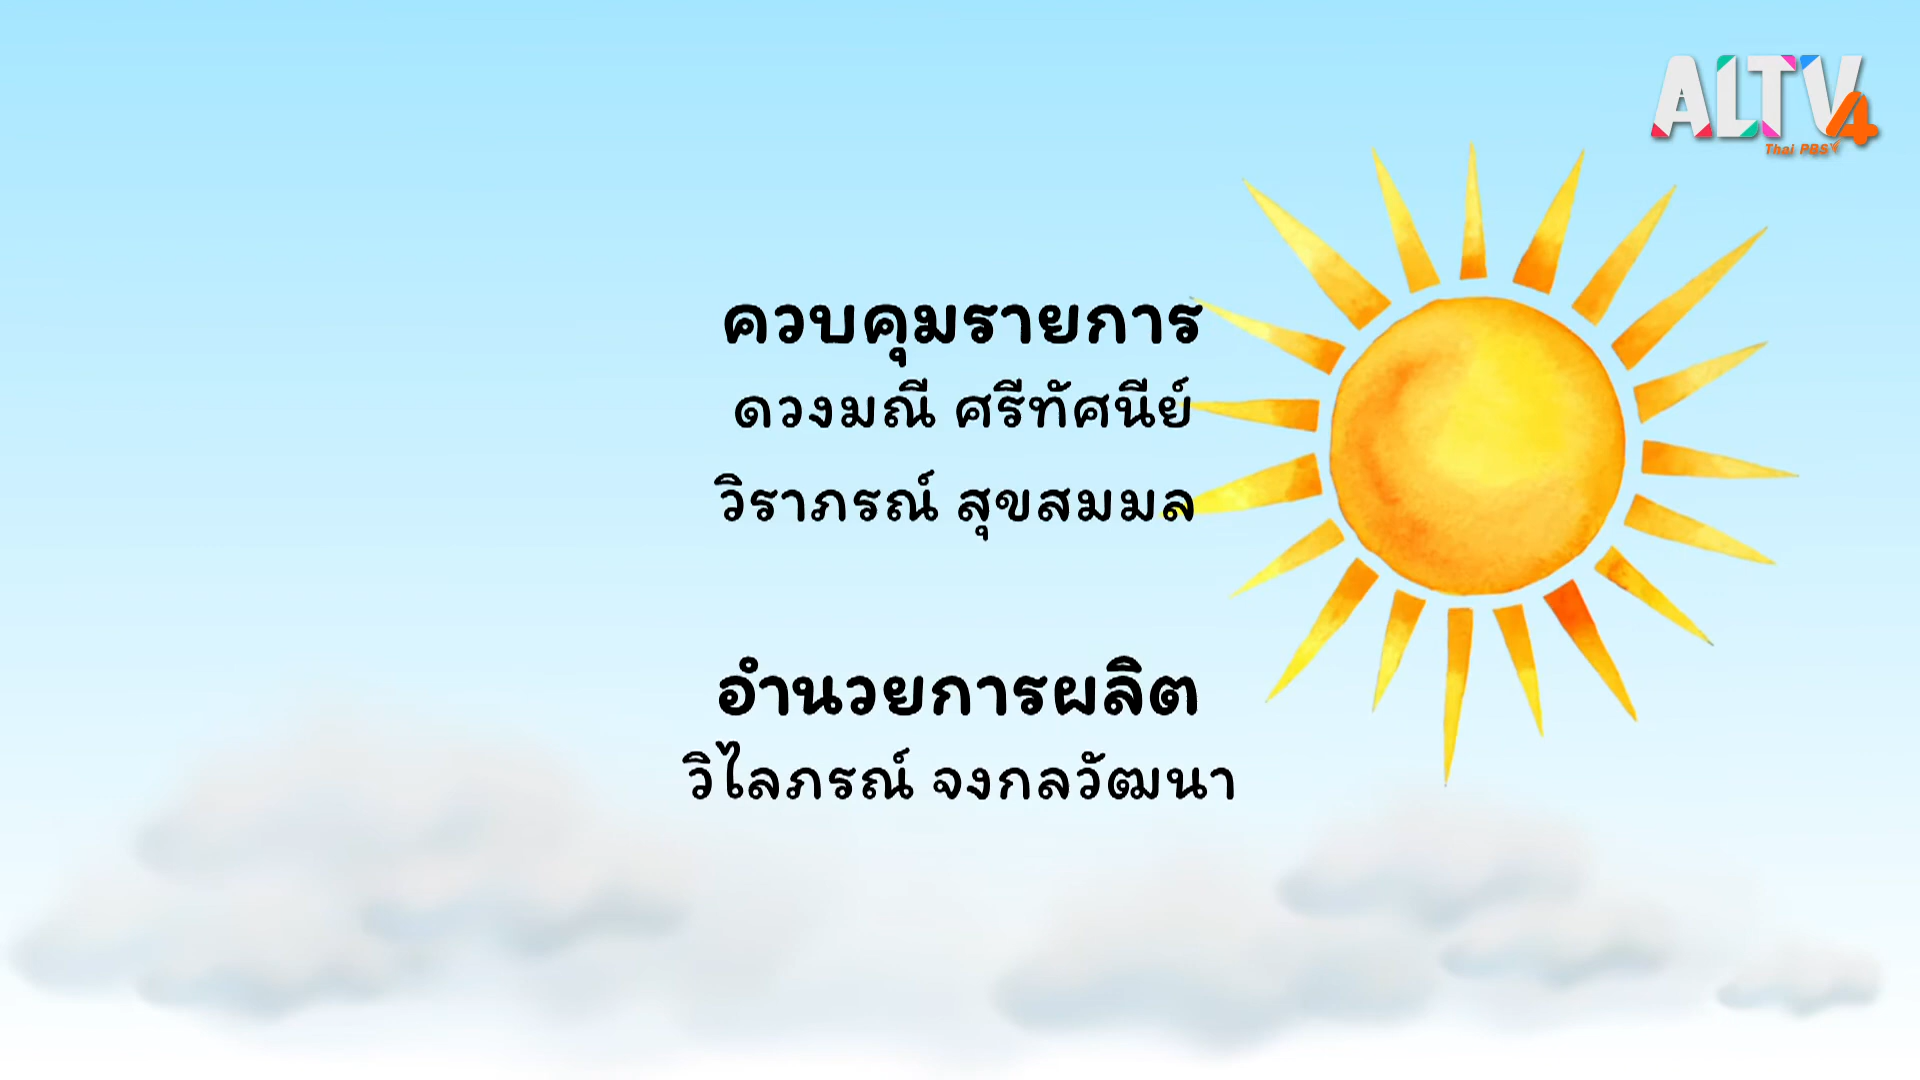 ALTV4
Thai PBS
ควบคุมรายการ
ดวงมณี ศรีทัศนีย์
วิราภรณ์ สุขสมมล
อำนวยการผลิต
วิไลภรณ์ จงกลวัฒนา